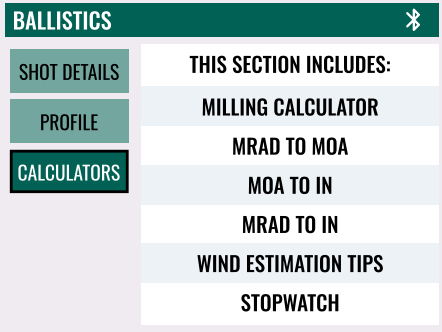 BALLISTICS
SHOT DETAILS
PROFILE
CALCULATORS
THIS SECTION INCLUDES:
MILLING CALCULATOR
MRAD TO MOA
MOA TO IN
MRAD TO IN
WIND ESTIMATION TIPS
STOPWATCH